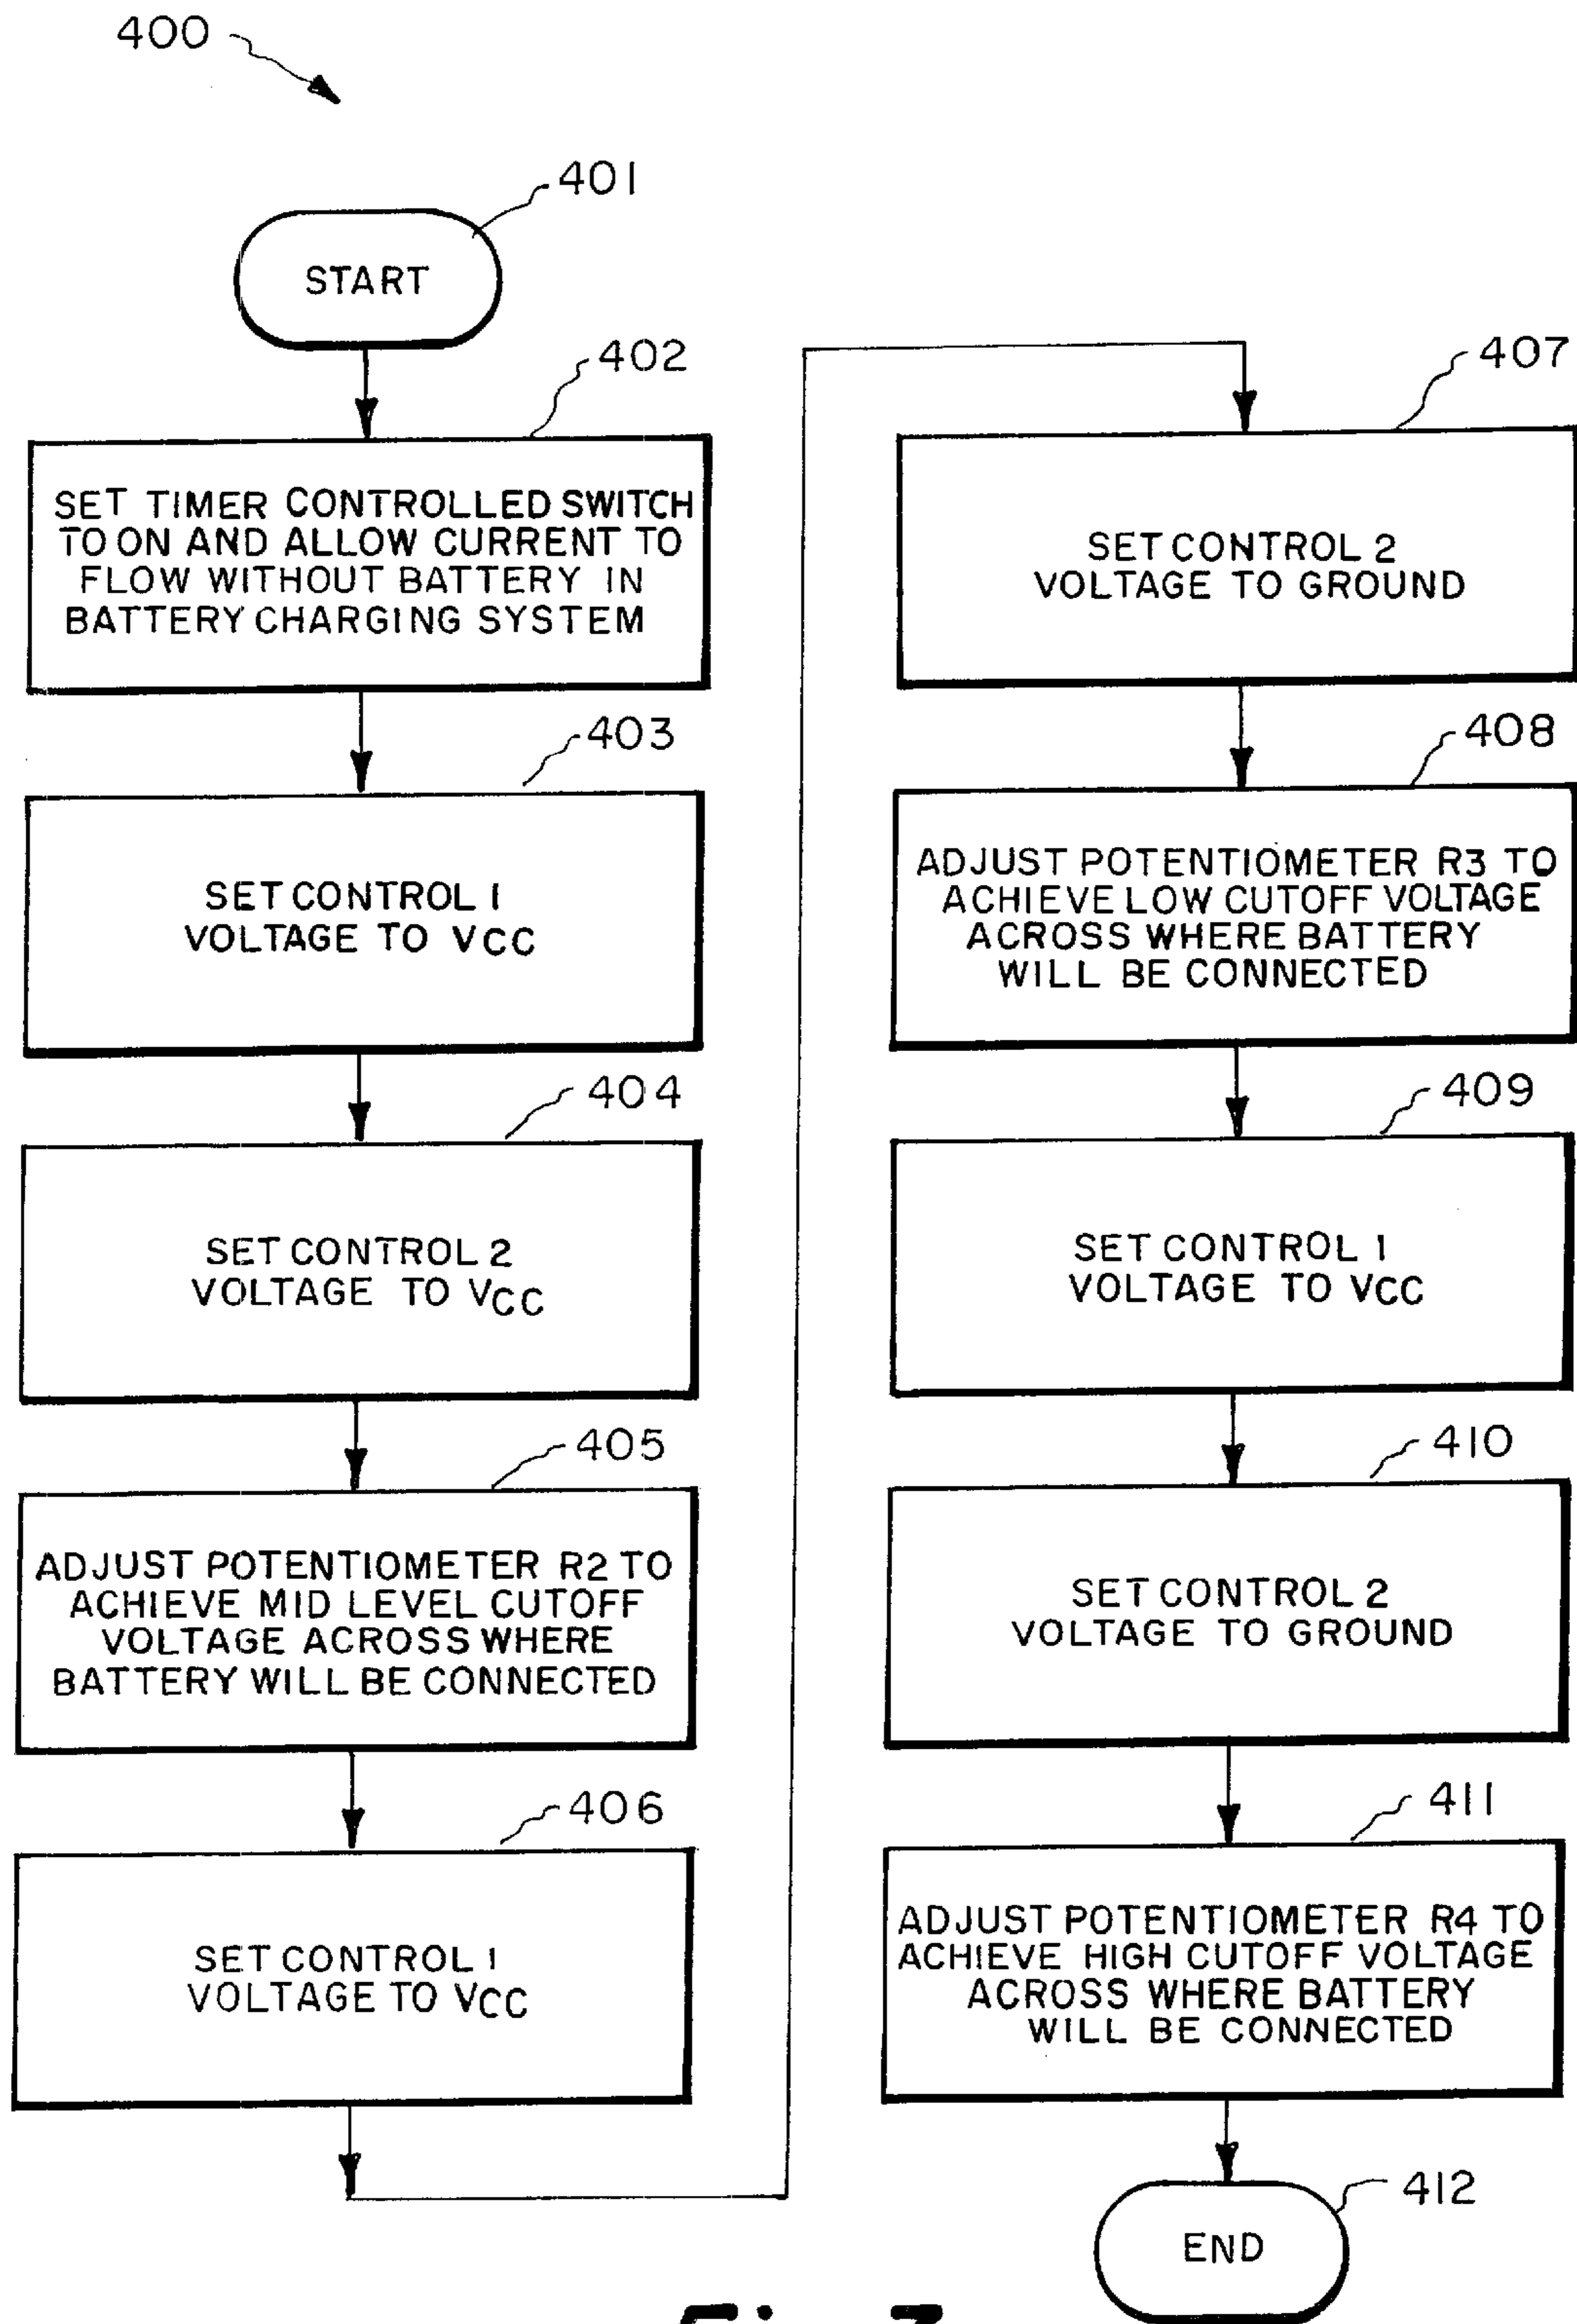 400
401
START
402
SET TIMER CONTROLLED SWITCH
TO ON AND ALLOW CURRENT TO
FLOW WITHOUT BATTERY IN
BATTERY CHARGING SYSTEM
403
SET CONTROL 1
VOLTAGE TO VCC
404
SET CONTROL 2
VOLTAGE TO VCC
405
ADJUST POTENTIOMETER R2 TO
ACHIEVE MID LEVEL CUTOFF
VOLTAGE ACROSS WHERE
BATTERY WILL BE CONNECTED
406
SET CONTROL 1
VOLTAGE TO VCC
407
SET CONTROL 2
VOLTAGE TO GROUND
408
ADJUST POTENTIOMETER R3 TO
ACHIEVE LOW CUTOFF VOLTAGE
ACROSS WHERE BATTERY
WILL BE CONNECTED
409
SET CONTROL 1
VOLTAGE TO VCC
410
SET CONTROL 2
VOLTAGE TO GROUND
411
ADJUST POTENTIOMETER R4 TO
ACHIEVE HIGH CUTOFF VOLTAGE
ACROSS WHERE BATTERY
WILL BE CONNECTED
412
END